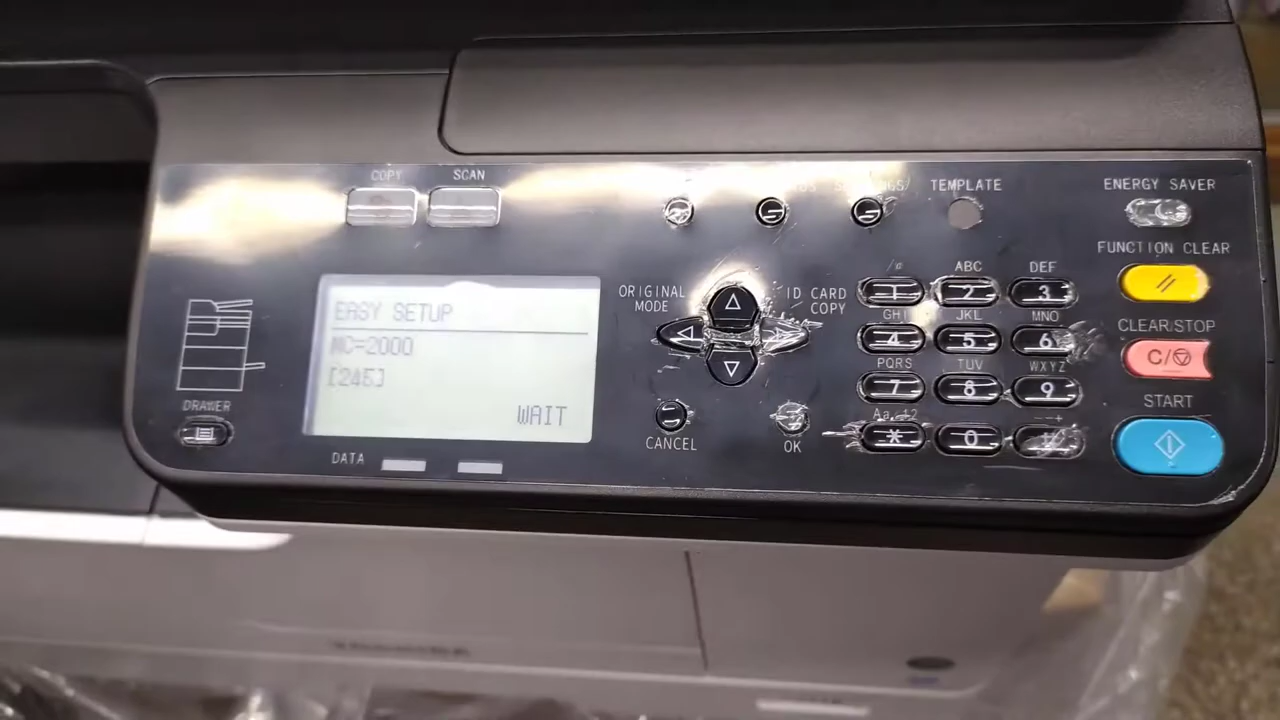 COPY
SCAN
TEMPLATE
ENERGY SAVER
FUNCTION CLEAR
EASY SETUP
MC=2000
[245]
WAIT
ORIGINAL
MODE
ID CARD
COPY
ABC
DEF
1
2
3
GHI
JKL
MNO
4
5
6
CLEAR/STOP
C/
PQRS
TUV
WXYZ
7
8
9
START
DRAWER
DATA
CANCEL
OK
*
0
TOSHIBA